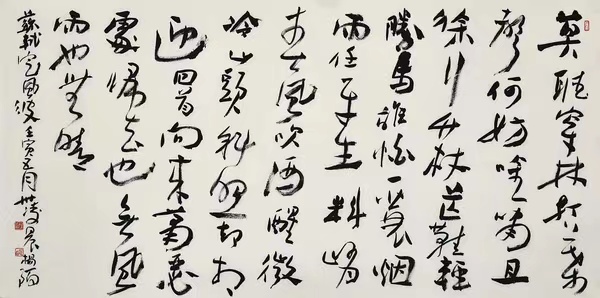 莫聽穿林打葉
聲何妨吟嘯且
徐行竹杖芒鞋輕
勝馬誰怕一蓑烟
雨任平生料峭
春風吹酒醒微
冷山頭斜照却相
迎回首向来蕭瑟
處歸去也無風
雨也無晴
蘇軾定風波壬寅五月